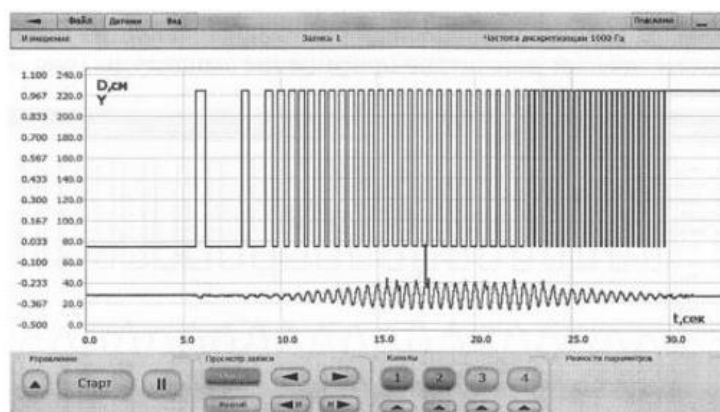 Файл Датчики Вид
Измерение Запись 1 Частота дискретизации 1000 Гц
D,см
Y
1.100 240.0
0.967 220.0
0.833 200.0
0.700 180.0
0.567 160.0
0.433 140.0
0.300 120.0
0.167 100.0
0.033 80.0
-0.100 60.0
-0.233 40.0
-0.367 20.0
-0.500 0.0
t,сек
0.0 5.0 10.0 15.0 20.0 25.0 30.0
Управление Просмотр записи Каналы
Старт 1 2 3 4